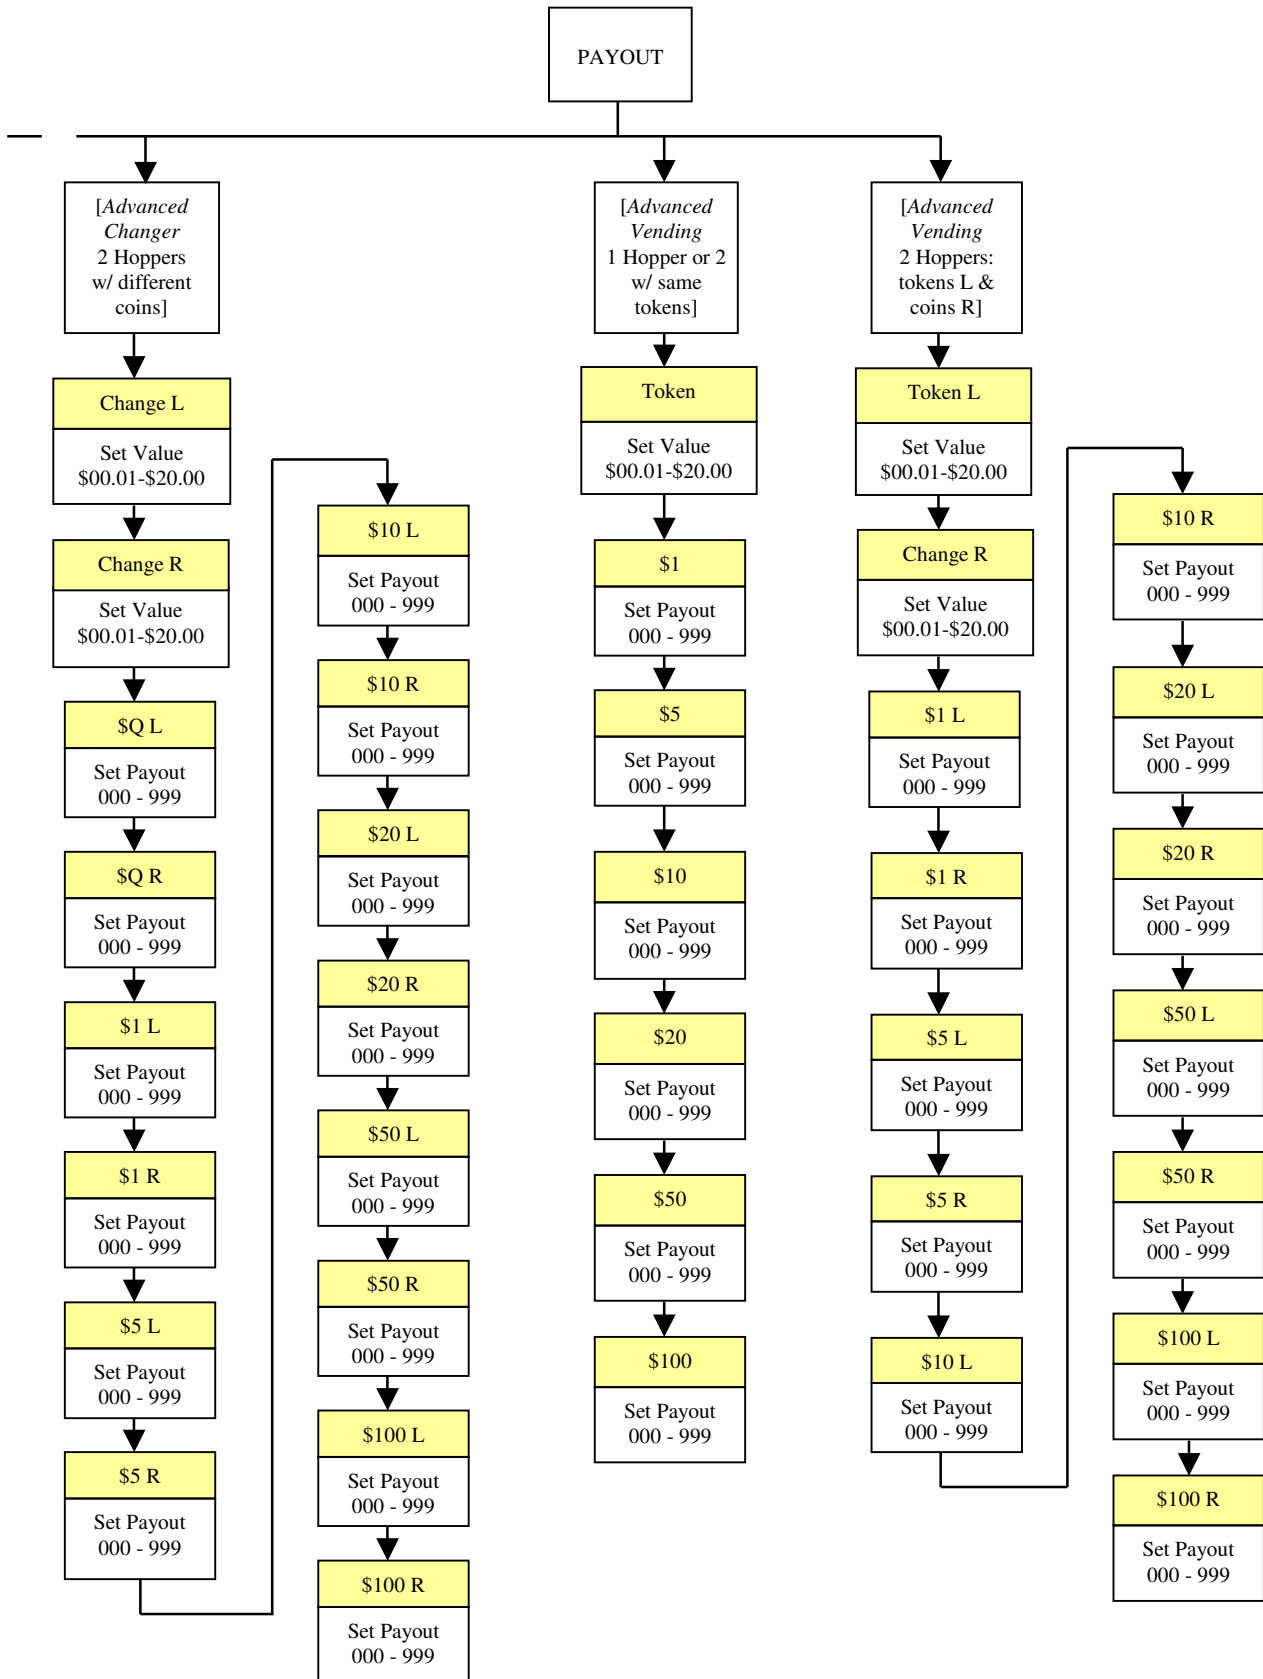 PAYOUT
[Advanced
Changer
2 Hoppers
w/ different
coins]
Change L
Set Value
$00.01-$20.00
Change R
Set Value
$00.01-$20.00
$Q L
Set Payout
000 - 999
$Q R
Set Payout
000 - 999
$1 L
Set Payout
000 - 999
$1 R
Set Payout
000 - 999
$5 L
Set Payout
000 - 999
$5 R
Set Payout
000 - 999
$10 L
Set Payout
000 - 999
$10 R
Set Payout
000 - 999
$20 L
Set Payout
000 - 999
$20 R
Set Payout
000 - 999
$50 L
Set Payout
000 - 999
$50 R
Set Payout
000 - 999
$100 L
Set Payout
000 - 999
$100 R
Set Payout
000 - 999
[Advanced
Vending
1 Hopper or 2
w/ same
tokens]
Token
Set Value
$00.01-$20.00
$1
Set Payout
000 - 999
$5
Set Payout
000 - 999
$10
Set Payout
000 - 999
$20
Set Payout
000 - 999
$50
Set Payout
000 - 999
$100
Set Payout
000 - 999
[Advanced
Vending
2 Hoppers:
tokens L &
coins R]
Token L
Set Value
$00.01-$20.00
Change R
Set Value
$00.01-$20.00
$1 L
Set Payout
000 - 999
$1 R
Set Payout
000 - 999
$5 L
Set Payout
000 - 999
$5 R
Set Payout
000 - 999
$10 L
Set Payout
000 - 999
$10 R
Set Payout
000 - 999
$20 L
Set Payout
000 - 999
$20 R
Set Payout
000 - 999
$50 L
Set Payout
000 - 999
$50 R
Set Payout
000 - 999
$100 L
Set Payout
000 - 999
$100 R
Set Payout
000 - 999